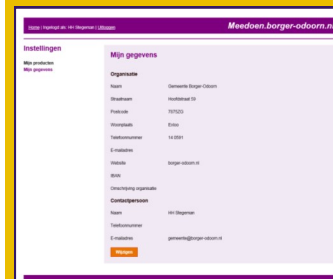 Home | Ingelogd als: HH Stegeman | Uitloggen
Meedoen.borger-odoorn.nl
Instellingen
Mijn producten
Mijn gegevens
Mijn gegevens
Organisatie
Naam Gemeente Borger-Odoorn
Straatnaam Hoofdstraat 50
Postcode
Woonplaats Exloo
Telefoonnummer 14 0591
E-mailadres
Website borger-odoorn.nl
IBAN
Omschrijving organisatie
Contactpersoon
Naam HH Stegeman
Telefoonnummer
E-mailadres gemeente@borger-odoorn.nl
Wijzigen